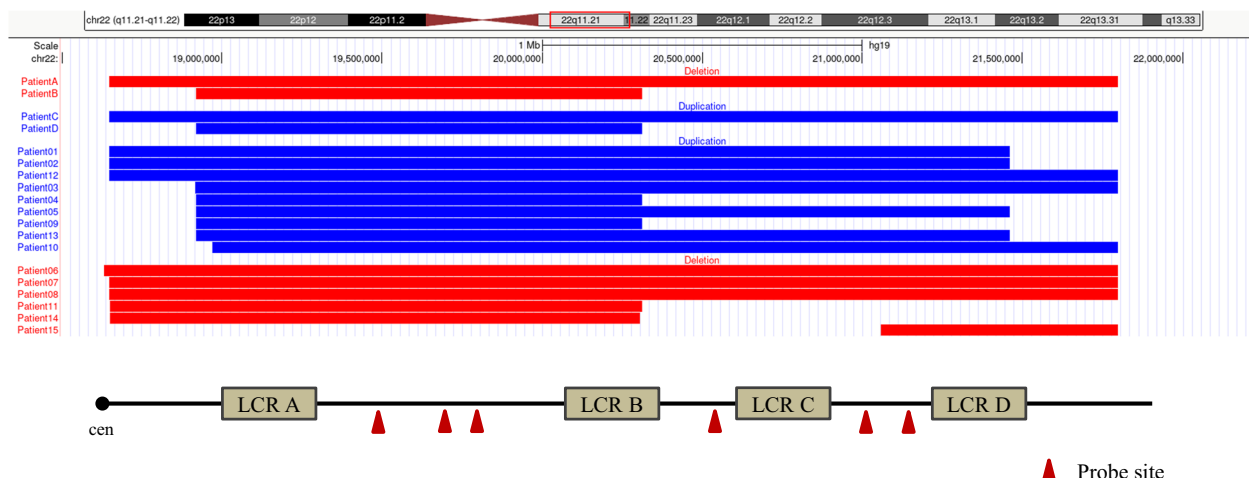 chr22 (q11.21-q11.22) 22p13 22p12 22p11.2 22q11.21 11.22 22q11.23 22q12.1 22q12.2 22q12.3 22q13.1 22q13.2 22q13.31 q13.33
Scale 1 Mb hg19
chr22: 19,000,000 19,500,000 20,000,000 20,500,000 21,000,000 21,500,000 22,000,000
Deletion
PatientA
PatientB
Duplication
PatientC
PatientD
Duplication
Patient01
Patient02
Patient12
Patient03
Patient04
Patient05
Patient09
Patient13
Patient10
Deletion
Patient06
Patient07
Patient08
Patient11
Patient14
Patient15
LCR A LCR B LCR C LCR D
cen
Probe site